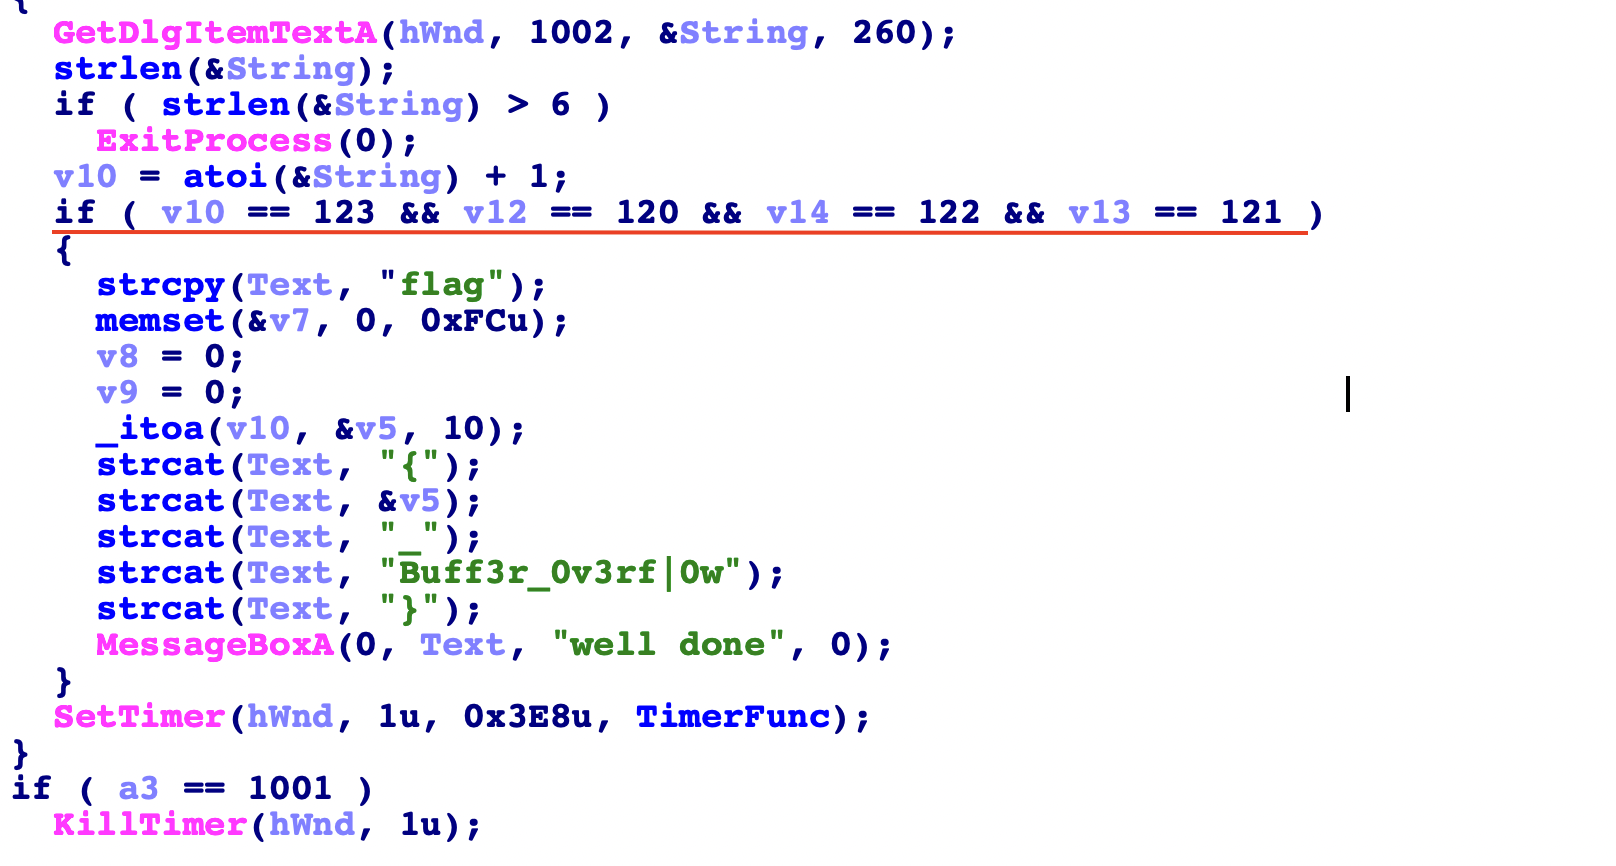 {
GetDlgItemTextA(hWnd, 1002, &String, 260);
strlen(&String);
if ( strlen(&String) > 6 )
ExitProcess(0);
v10 = atoi(&String) + 1;
if ( v10 == 123 && v12 == 120 && v14 == 122 && v13 == 121 )
{
strcpy(Text, "flag");
memset(&v7, 0, 0xFCu);
v8 = 0;
v9 = 0;
_itoa(v10, &v5, 10);
strcat(Text, "{");
strcat(Text, &v5);
strcat(Text, "_");
strcat(Text, "Buff3r_0v3rf|0w");
strcat(Text, "}");
MessageBoxA(0, Text, "well done", 0);
}
SetTimer(hWnd, 1u, 0x3E8u, TimerFunc);
}
if ( a3 == 1001 )
KillTimer(hWnd, 1u);